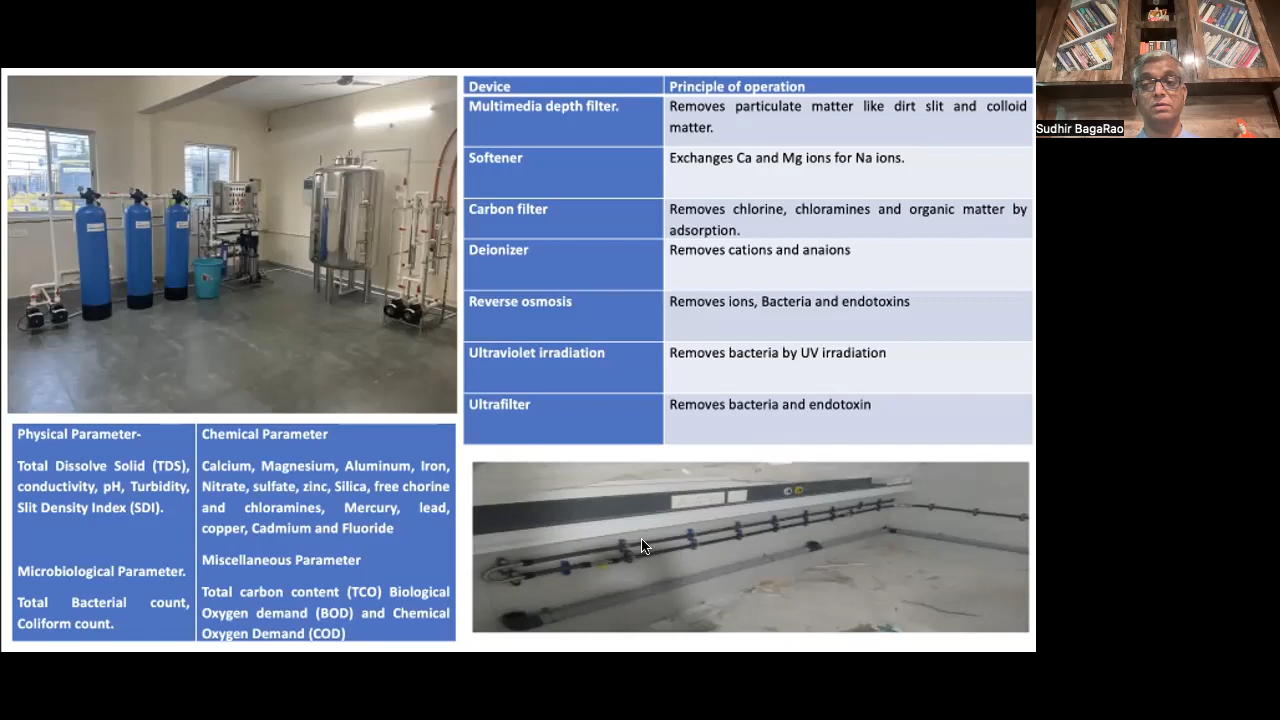 Device
Principle of operation
Multimedia depth filter.
Removes particulate matter like dirt slit and colloid
matter.
Softener
Exchanges Ca and Mg ions for Na ions.
Carbon filter
Removes chlorine, chloramines and organic matter by
adsorption.
Deionizer
Removes cations and anaions
Reverse osmosis
Removes ions, Bacteria and endotoxins
Ultraviolet irradiation
Removes bacteria by UV irradiation
Ultrafilter
Removes bacteria and endotoxin
Physical Parameter-
Total Dissolve Solid (TDS),
conductivity, pH, Turbidity,
Slit Density Index (SDI).
Microbiological Parameter.
Total Bacterial count,
Coliform count.
Chemical Parameter
Calcium, Magnesium, Aluminum, Iron,
Nitrate, sulfate, zinc, Silica, free chorine
and chloramines, Mercury, lead,
copper, Cadmium and Fluoride
Miscellaneous Parameter
Total carbon content (TCO) Biological
Oxygen demand (BOD) and Chemical
Oxygen Demand (COD)
Sudhir BagaRao